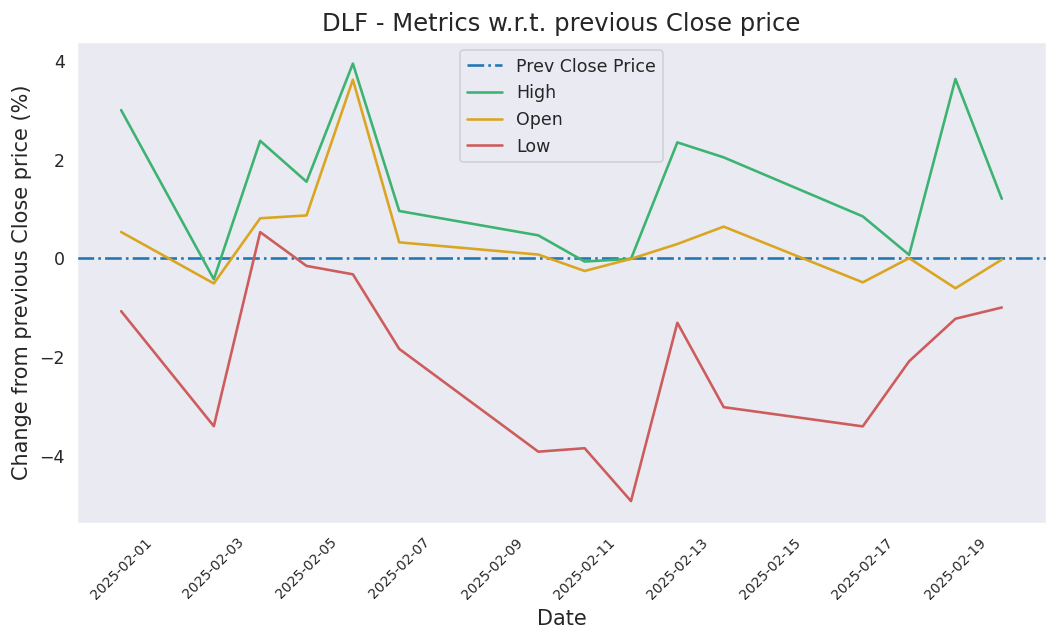 DLF - Metrics w.r.t. previous Close price
Change from previous Close price (%)
4
2
0
−2
−4
Prev Close Price
High
Open
Low
2025-02-01
2025-02-03
2025-02-05
2025-02-07
2025-02-09
2025-02-11
2025-02-13
2025-02-15
2025-02-17
2025-02-19
Date